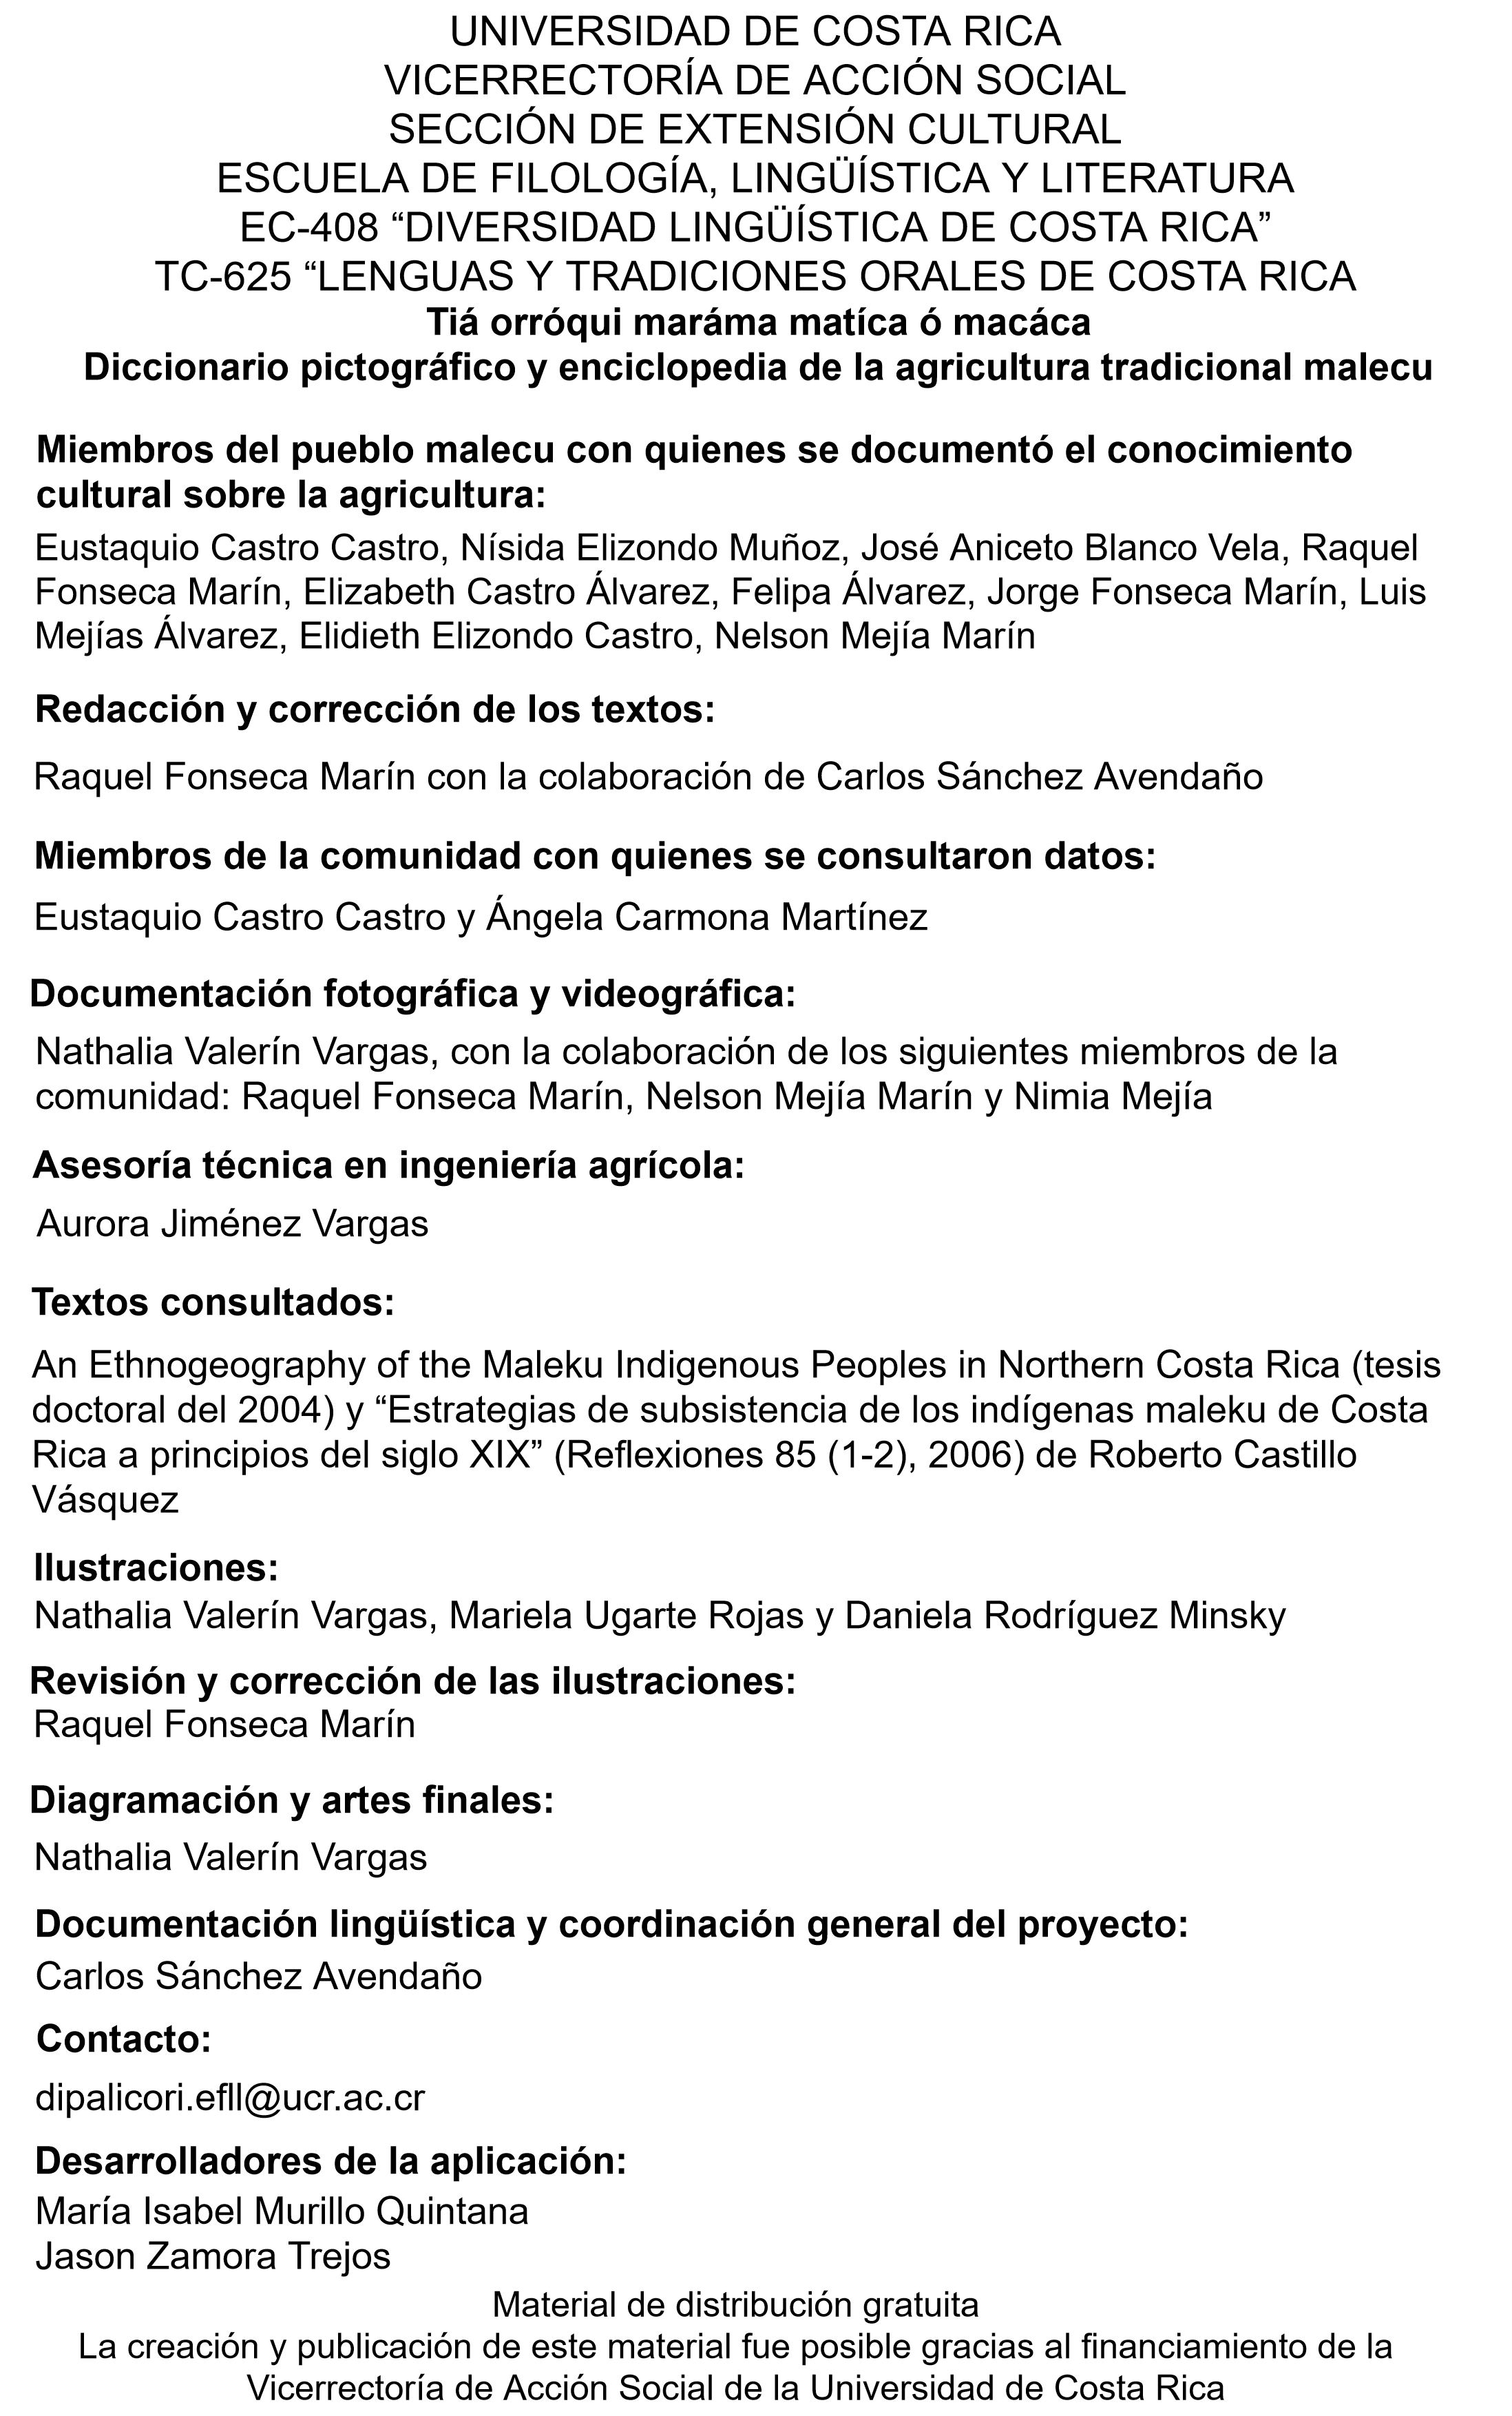 UNIVERSIDAD DE COSTA RICA
VICERRECTORÍA DE ACCIÓN SOCIAL
SECCIÓN DE EXTENSIÓN CULTURAL
ESCUELA DE FILOLOGÍA, LINGÜÍSTICA Y LITERATURA
EC-408 “DIVERSIDAD LINGÜÍSTICA DE COSTA RICA”
TC-625 “LENGUAS Y TRADICIONES ORALES DE COSTA RICA
Tiá orróqui maráma matíca ó macáca
Diccionario pictográfico y enciclopedia de la agricultura tradicional malecu
Miembros del pueblo malecu con quienes se documentó el conocimiento
cultural sobre la agricultura:
Eustaquio Castro Castro, Nísida Elizondo Muñoz, José Aniceto Blanco Vela, Raquel
Fonseca Marín, Elizabeth Castro Álvarez, Felipa Álvarez, Jorge Fonseca Marín, Luis
Mejías Álvarez, Elidieth Elizondo Castro, Nelson Mejía Marín
Redacción y corrección de los textos:
Raquel Fonseca Marín con la colaboración de Carlos Sánchez Avendaño
Miembros de la comunidad con quienes se consultaron datos:
Eustaquio Castro Castro y Ángela Carmona Martínez
Documentación fotográfica y videográfica:
Nathalia Valerín Vargas, con la colaboración de los siguientes miembros de la
comunidad: Raquel Fonseca Marín, Nelson Mejía Marín y Nimia Mejía
Asesoría técnica en ingeniería agrícola:
Aurora Jiménez Vargas
Textos consultados:
An Ethnogeography of the Maleku Indigenous Peoples in Northern Costa Rica (tesis
doctoral del 2004) y “Estrategias de subsistencia de los indígenas maleku de Costa
Rica a principios del siglo XIX” (Reflexiones 85 (1-2), 2006) de Roberto Castillo
Vásquez
Ilustraciones:
Nathalia Valerín Vargas, Mariela Ugarte Rojas y Daniela Rodríguez Minsky
Revisión y corrección de las ilustraciones:
Raquel Fonseca Marín
Diagramación y artes finales:
Nathalia Valerín Vargas
Documentación lingüística y coordinación general del proyecto:
Carlos Sánchez Avendaño
Contacto:
dipalicori.efll@ucr.ac.cr
Desarrolladores de la aplicación:
María Isabel Murillo Quintana
Jason Zamora Trejos
Material de distribución gratuita
La creación y publicación de este material fue posible gracias al financiamiento de la
Vicerrectoría de Acción Social de la Universidad de Costa Rica